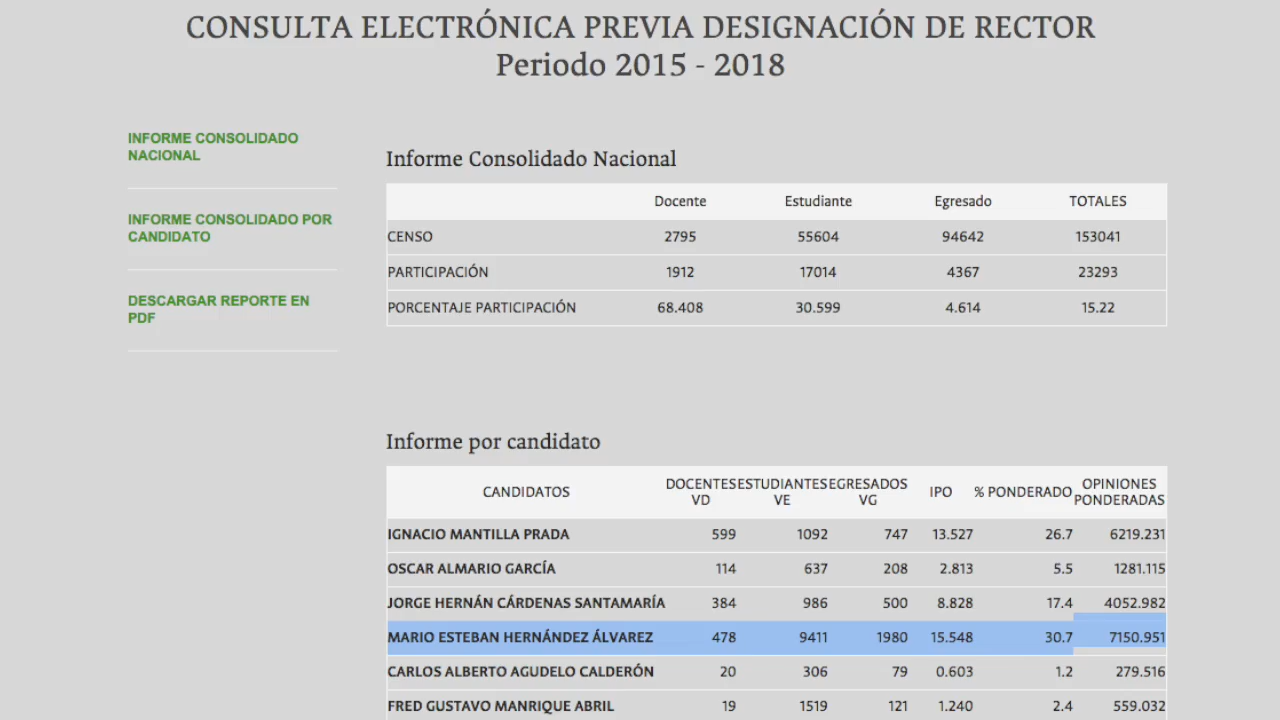 CONSULTA ELECTRÓNICA PREVIA DESIGNACIÓN DE RECTOR
Periodo 2015 - 2018
INFORME CONSOLIDADO
NACIONAL
INFORME CONSOLIDADO POR
CANDIDATO
DESCARGAR REPORTE EN
PDF
Informe Consolidado Nacional
Docente Estudiante Egresado TOTALES
CENSO 2795 55604 94642 153041
PARTICIPACIÓN 1912 17014 4367 23293
PORCENTAJE PARTICIPACIÓN 68.408 30.599 4.614 15.22
Informe por candidato
CANDIDATOS DOCENTES VD ESTUDIANTES VE EGRESADOS VG IPO % PONDERADO OPINIONES PONDERADAS
IGNACIO MANTILLA PRADA 599 1092 747 13.527 26.7 6219.231
OSCAR ALMARIO GARCÍA 114 637 208 2.813 5.5 1281.115
JORGE HERNÁN CÁRDENAS SANTAMARÍA 384 986 500 8.828 17.4 4052.982
MARIO ESTEBAN HERNÁNDEZ ÁLVAREZ 478 9411 1980 15.548 30.7 7150.951
CARLOS ALBERTO AGUDELO CALDERÓN 20 306 79 0.603 1.2 279.516
FRED GUSTAVO MANRIQUE ABRIL 19 1519 121 1.240 2.4 559.032